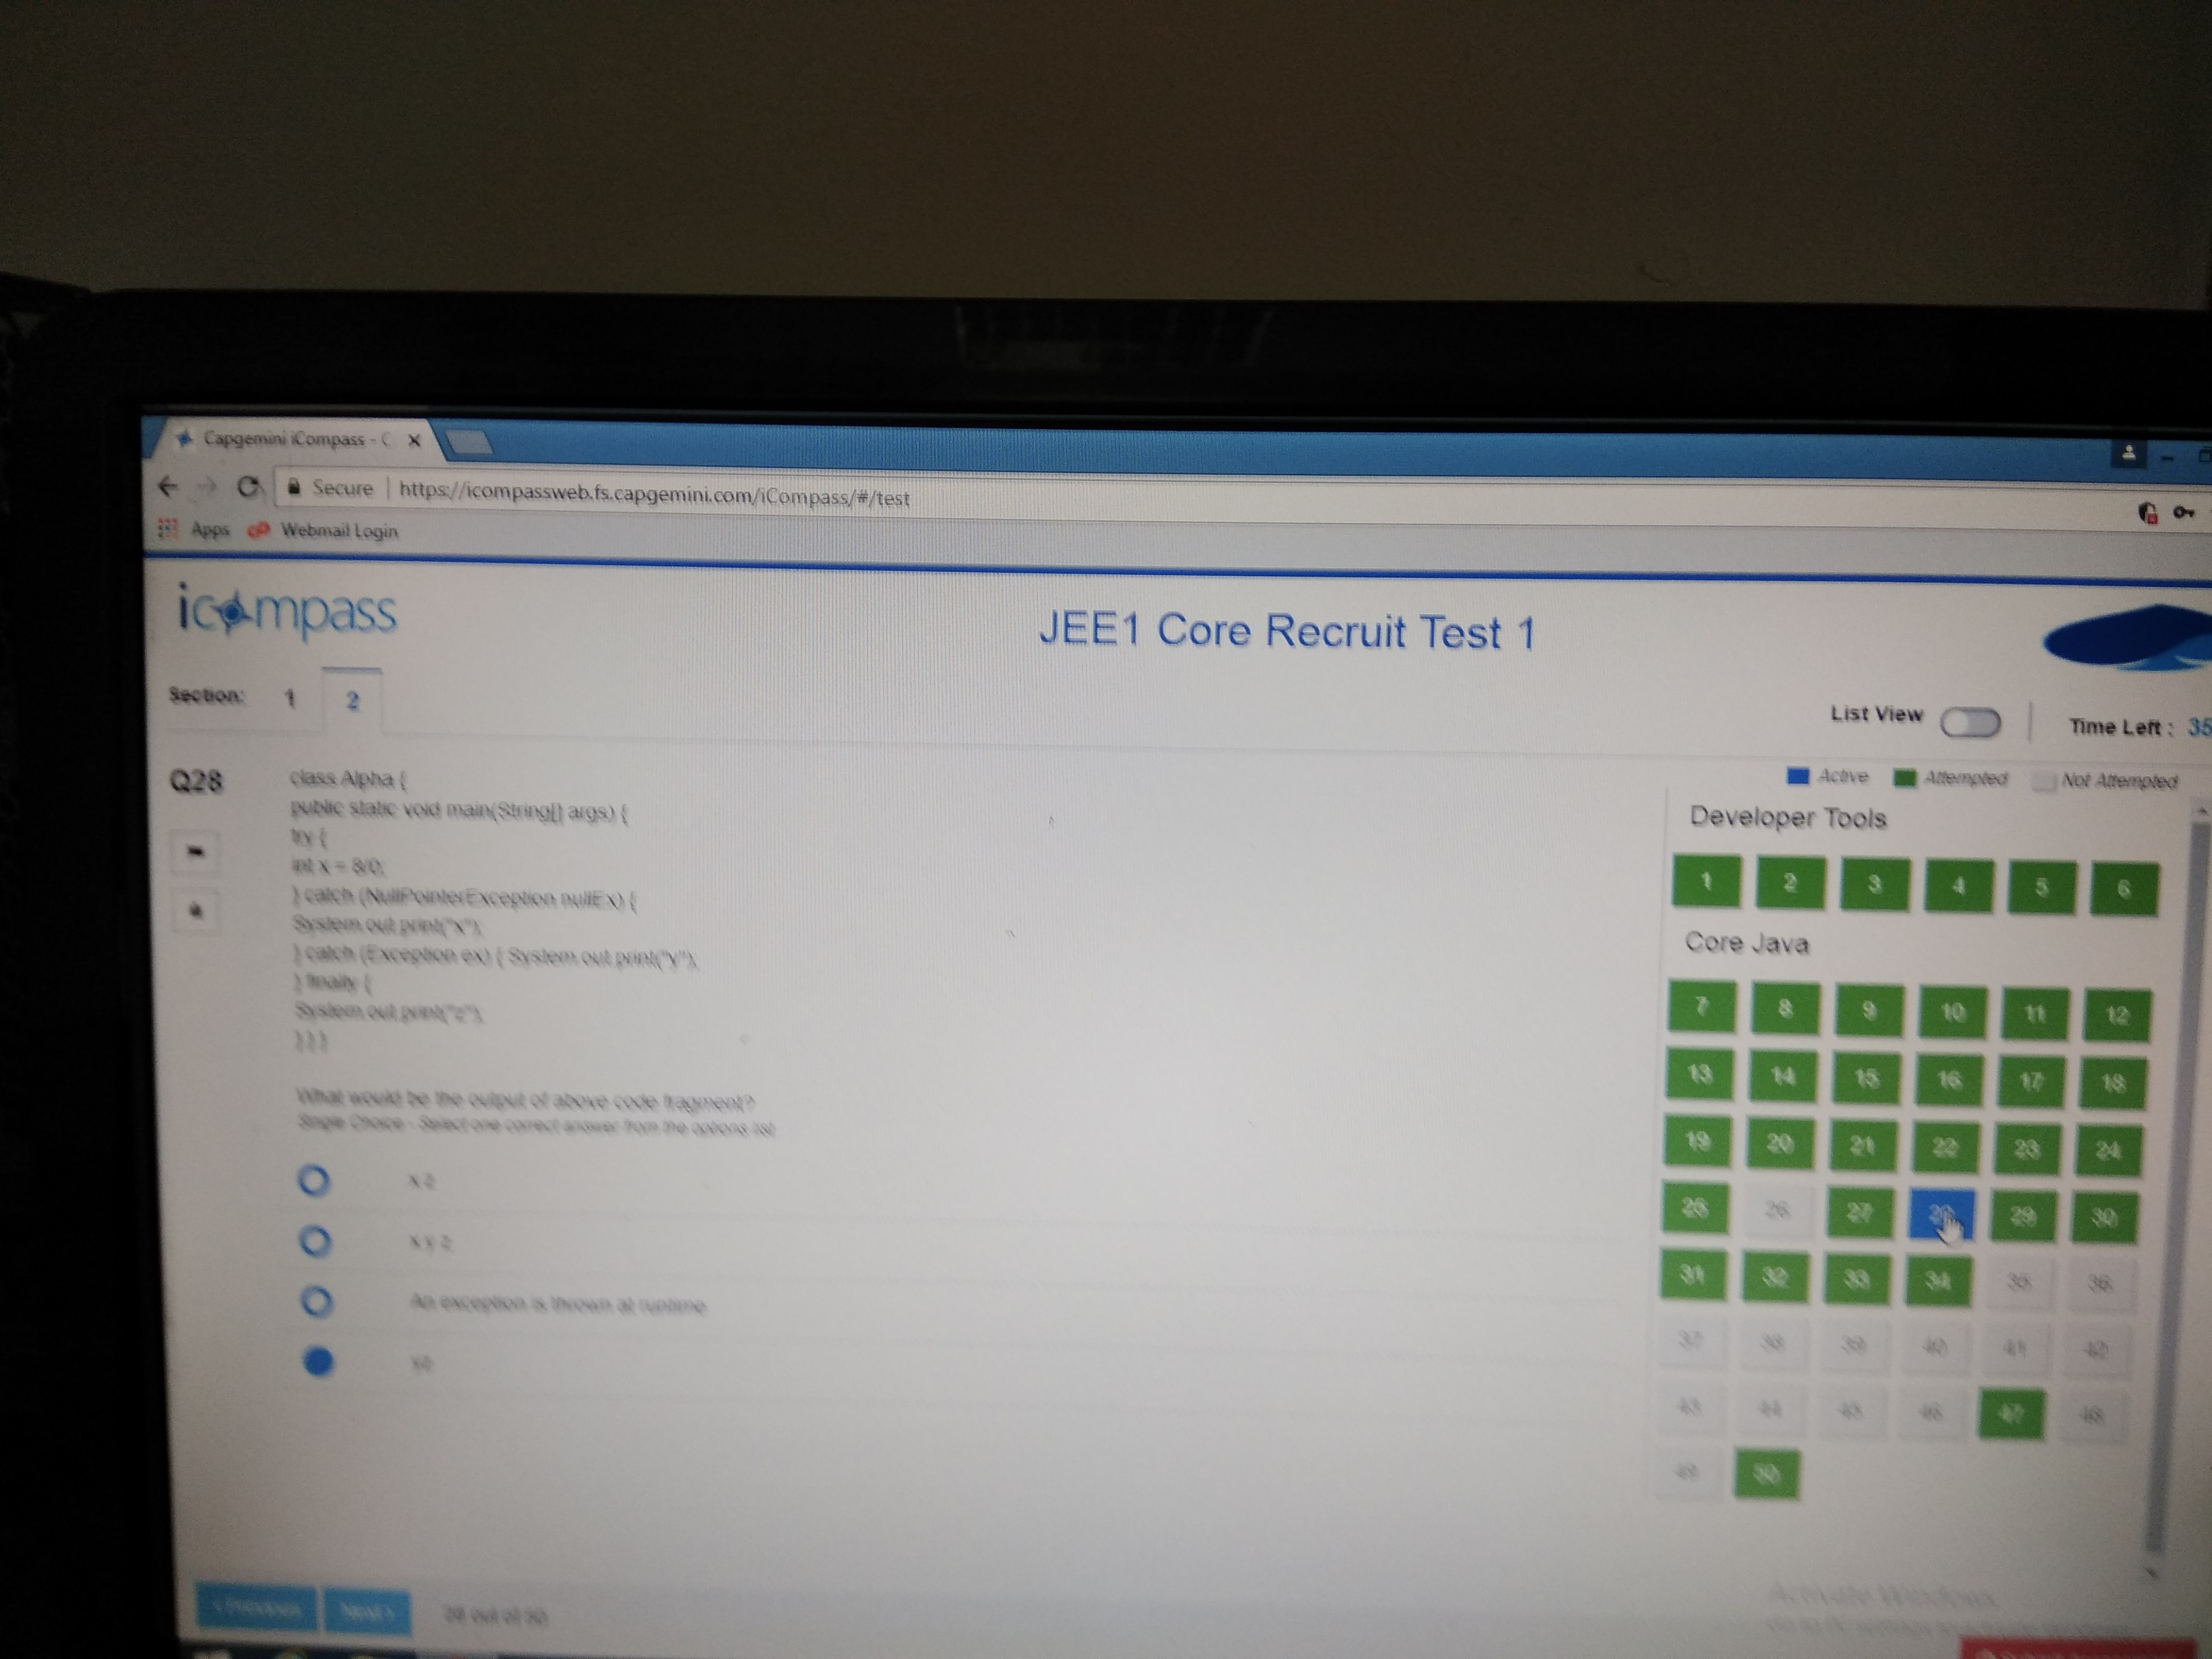 Capgemini iCompass - C
Secure https://icompassweb.fs.capgemini.com/iCompass/#/test
Apps Webmail Login
icompass
JEE1 Core Recruit Test 1
Section: 1 2
List View
Time Left : 35
Active Attempted Not Attempted
Q28
class Alpha {
public static void main(String[] args) {
try {
int x = 8/0;
} catch (NullPointerException nullEx) {
System.out.print("x");
} catch (Exception ex) { System.out.print("y");
} finally {
System.out.print("z");
} } }
What would be the output of above code fragment?
Single Choice - Select one correct answer from the options list
x z
x y z
An exception is thrown at runtime
Developer Tools
1 2 3 4 5 6
Core Java
7 8 9 10 11 12
13 14 15 16 17 18
19 20 21 22 23 24
25 26 27 28 29 30
31 32 33 34 35 36
37 38 39 40 41 42
43 44 45 46 47 48
49 50
< Previous Next >
28 out of 50
Activate Windows